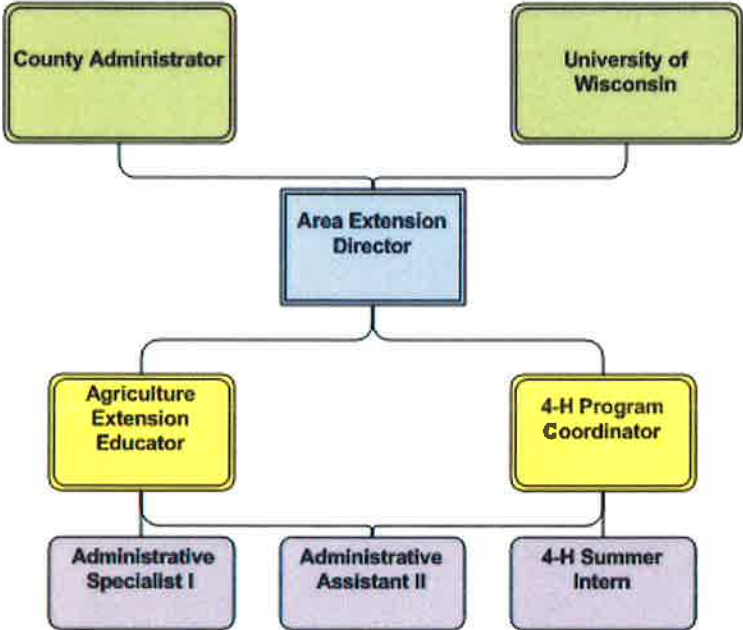 County Administrator
University of
Wisconsin
Area Extension
Director
Agriculture
Extension
Educator
4-H Program
Coordinator
Administrative
Specialist I
Administrative
Assistant II
4-H Summer
Intern